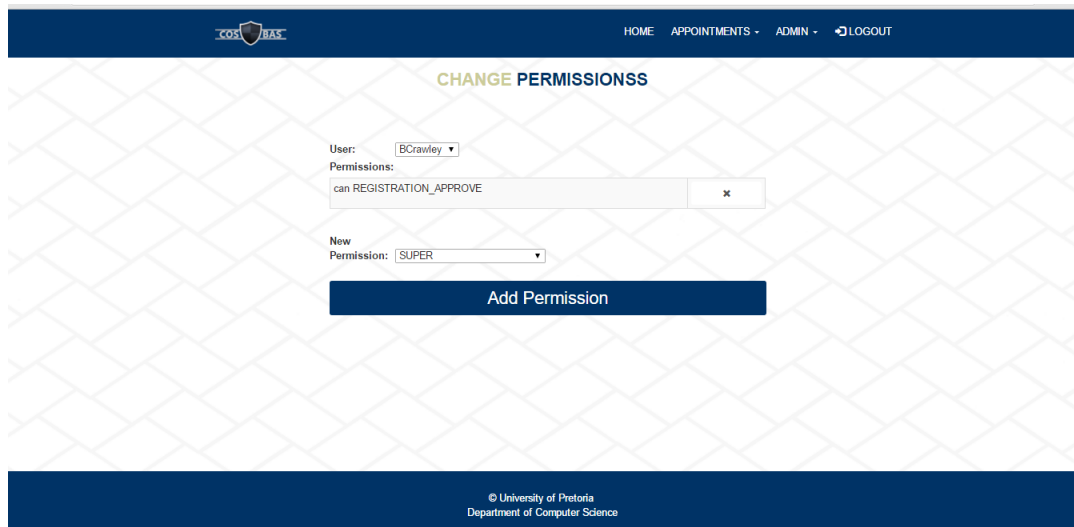 COS BAS
HOME APPOINTMENTS ADMIN LOGOUT
CHANGE PERMISSIONSS
User: BCrawley
Permissions:
can REGISTRATION_APPROVE
New
Permission: SUPER
Add Permission
© University of Pretoria
Department of Computer Science